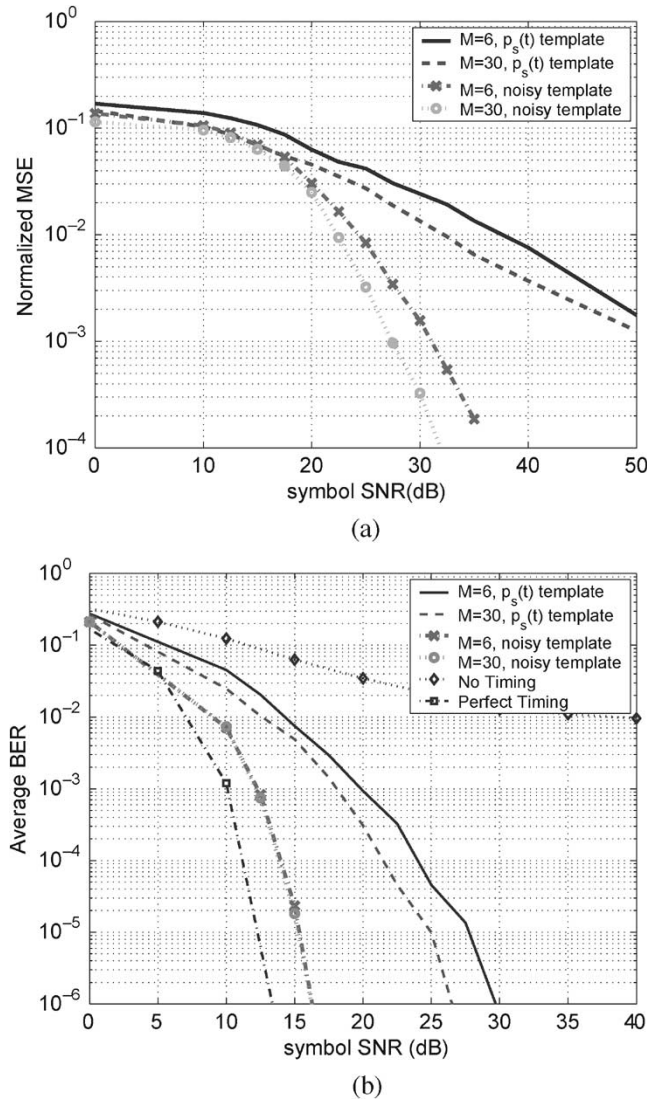 10^0
10^-1
10^-2
10^-3
10^-4
Normalized MSE
M=6, p_s(t) template
M=30, p_s(t) template
M=6, noisy template
M=30, noisy template
0 10 20 30 40 50
symbol SNR(dB)
(a)
10^0
10^-1
10^-2
10^-3
10^-4
10^-5
10^-6
Average BER
M=6, p_s(t) template
M=30, p_s(t) template
M=6, noisy template
M=30, noisy template
No Timing
Perfect Timing
0 5 10 15 20 25 30 35 40
symbol SNR (dB)
(b)